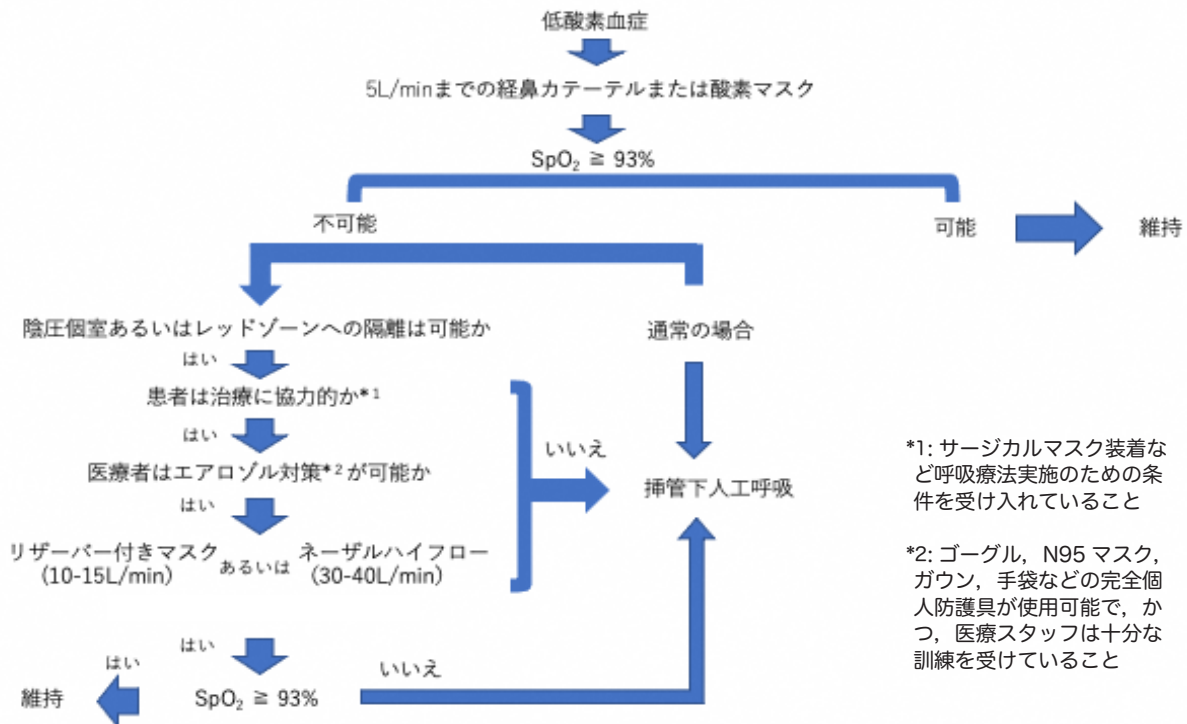 低酸素血症
5L/minまでの経鼻カテーテルまたは酸素マスク
SpO₂ ≧ 93%
不可能
可能
維持
陰圧個室あるいはレッドゾーンへの隔離は可能か
通常の場合
はい
患者は治療に協力的か*1
はい
いいえ
医療者はエアロゾル対策*2が可能か
挿管下人工呼吸
はい
リザーバー付きマスク
(10-15L/min)
あるいは
ネーザルハイフロー
(30-40L/min)
はい
はい
いいえ
維持
SpO₂ ≧ 93%
*1: サージカルマスク装着な
ど呼吸療法実施のための条
件を受け入れていること
*2: ゴーグル，N95 マスク，
ガウン，手袋などの完全個
人防護具が使用可能で，か
つ，医療スタッフは十分な
訓練を受けていること